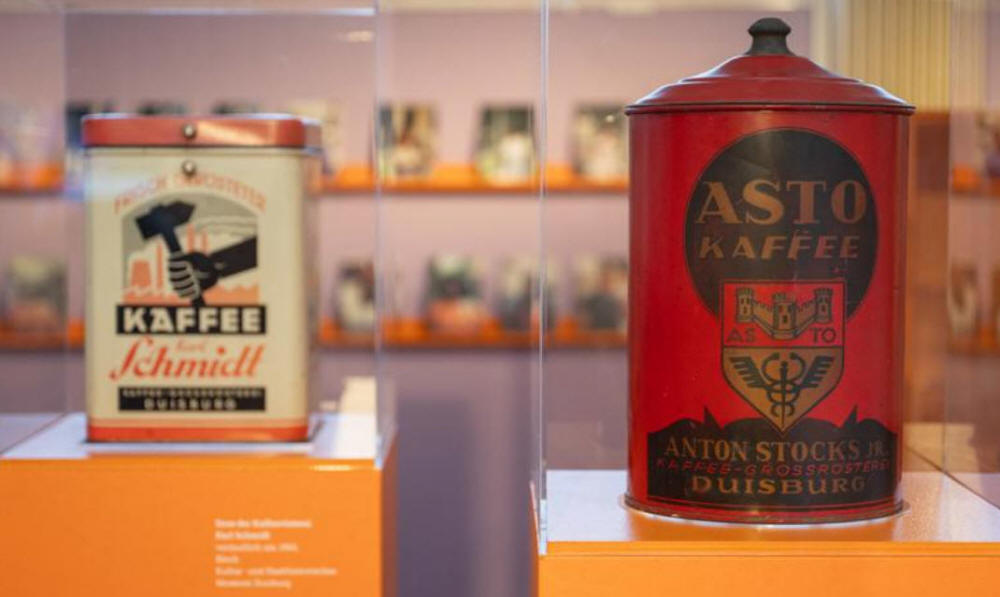 FRISCH GERÖSTETER
KAFFEE
Karl
Schmidt
KAFFEE-GROSSRÖSTEREI
DUISBURG
Karl Schmidt
Museum Duisburg
ASTO
KAFFEE
AS TO
ANTON STOCKS JR.
KAFFEE-GROSSRÖSTEREI
DUISBURG